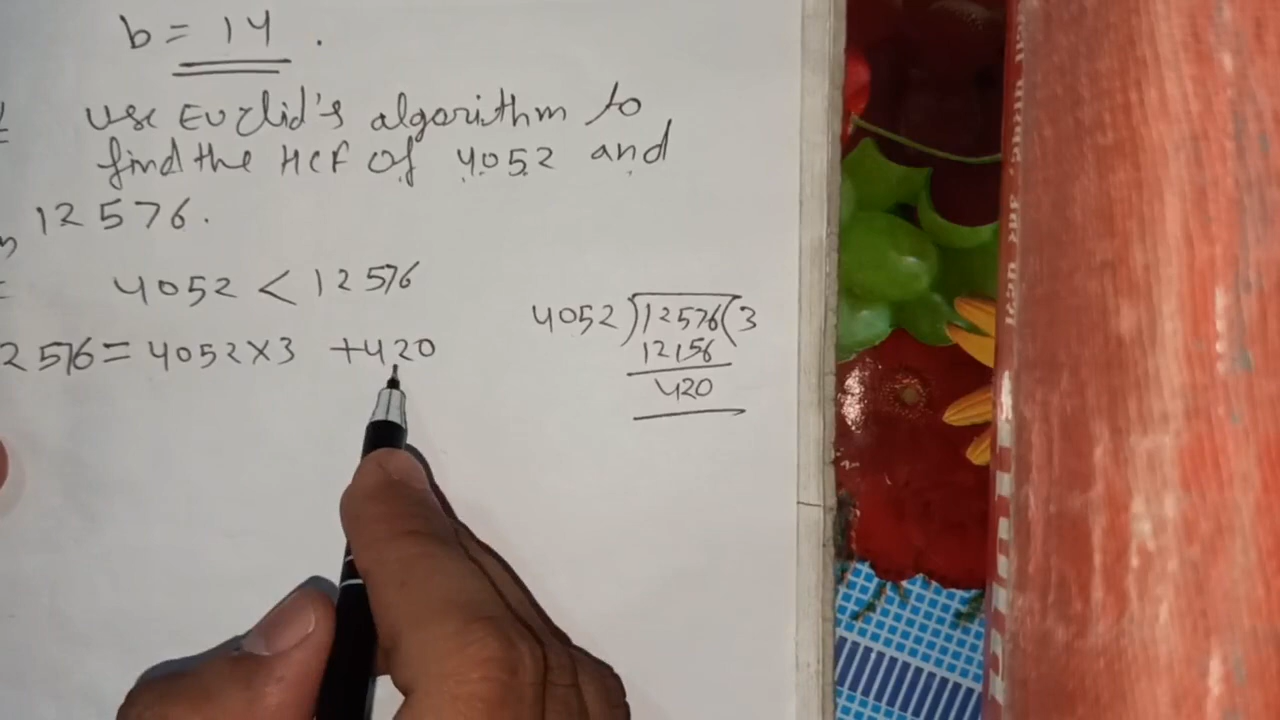 b = 14 .
Use Euclid's algorithm to
find the HCF of 4052 and
12576.
4052 < 12576
2576 = 4052 × 3 + 420
4052 ) 12576 ( 3
12156
420